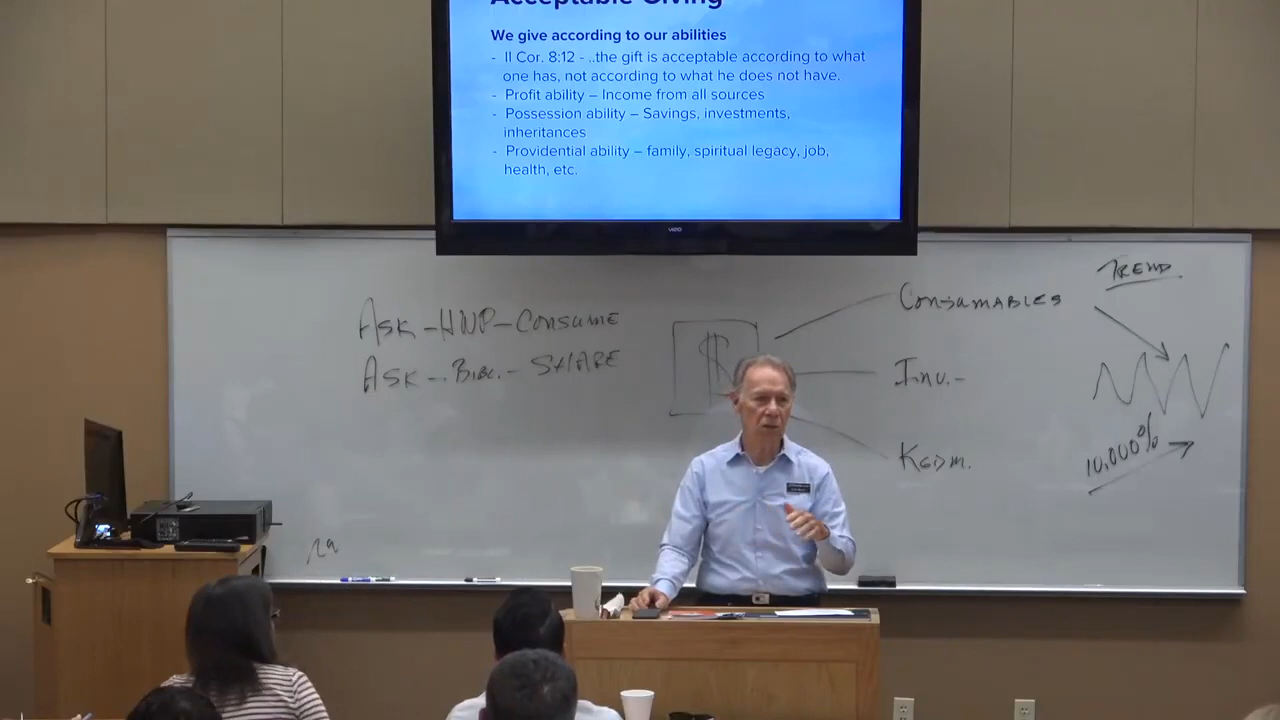 Acceptable Giving
We give according to our abilities
- II Cor. 8:12 - ..the gift is acceptable according to what
one has, not according to what he does not have.
- Profit ability – Income from all sources
- Possession ability – Savings, investments,
inheritances
- Providential ability – family, spiritual legacy, job,
health, etc.
VIZIO
TREND
ASK - HWP - CONSUME
ASK - BIBL. - SHARE
$
CONSUMABLES
INV. -
KGDM.
10,000%